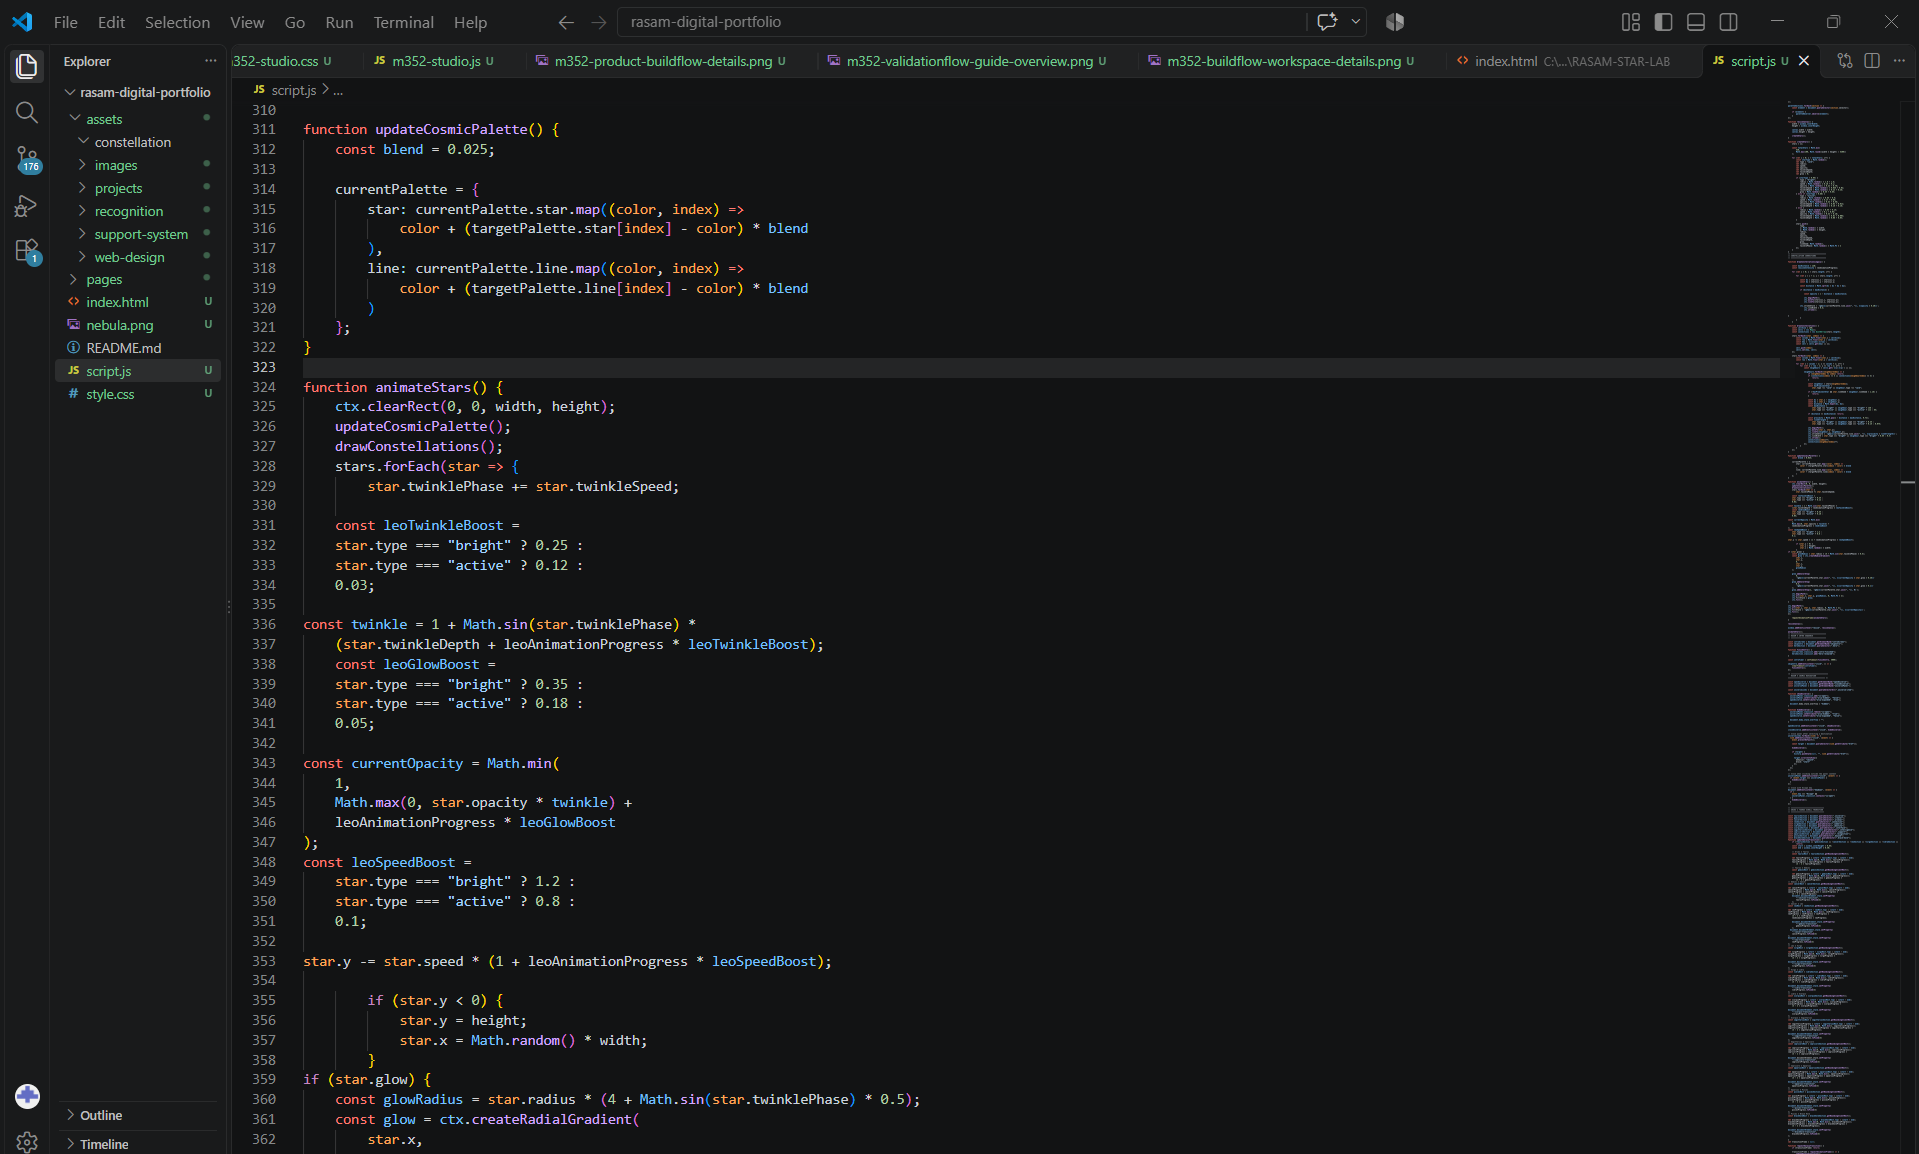 File Edit Selection View Go Run Terminal Help
rasam-digital-portfolio
Explorer
rasam-digital-portfolio
assets
constellation
images
projects
recognition
support-system
web-design
pages
index.html U
nebula.png U
README.md
JS script.js U
# style.css U
Outline
Timeline
176
1
352-studio.css U
JS m352-studio.js U
m352-product-buildflow-details.png U
m352-validationflow-guide-overview.png U
m352-buildflow-workspace-details.png U
index.html C:\...\RASAM-STAR-LAB
JS script.js U
JS script.js > ...
310
311 function updateCosmicPalette() {
312 const blend = 0.025;
313
314 currentPalette = {
315 star: currentPalette.star.map((color, index) =>
316 color + (targetPalette.star[index] - color) * blend
317 ),
318 line: currentPalette.line.map((color, index) =>
319 color + (targetPalette.line[index] - color) * blend
320 )
321 };
322 }
323
324 function animateStars() {
325 ctx.clearRect(0, 0, width, height);
326 updateCosmicPalette();
327 drawConstellations();
328 stars.forEach(star => {
329 star.twinklePhase += star.twinkleSpeed;
330
331 const leoTwinkleBoost =
332 star.type === "bright" ? 0.25 :
333 star.type === "active" ? 0.12 :
334 0.03;
335
336 const twinkle = 1 + Math.sin(star.twinklePhase) *
337 (star.twinkleDepth + leoAnimationProgress * leoTwinkleBoost);
338 const leoGlowBoost =
339 star.type === "bright" ? 0.35 :
340 star.type === "active" ? 0.18 :
341 0.05;
342
343 const currentOpacity = Math.min(
344 1,
345 Math.max(0, star.opacity * twinkle) +
346 leoAnimationProgress * leoGlowBoost
347 );
348 const leoSpeedBoost =
349 star.type === "bright" ? 1.2 :
350 star.type === "active" ? 0.8 :
351 0.1;
352
353 star.y -= star.speed * (1 + leoAnimationProgress * leoSpeedBoost);
354
355 if (star.y < 0) {
356 star.y = height;
357 star.x = Math.random() * width;
358 }
359 if (star.glow) {
360 const glowRadius = star.radius * (4 + Math.sin(star.twinklePhase) * 0.5);
361 const glow = ctx.createRadialGradient(
362 star.x,